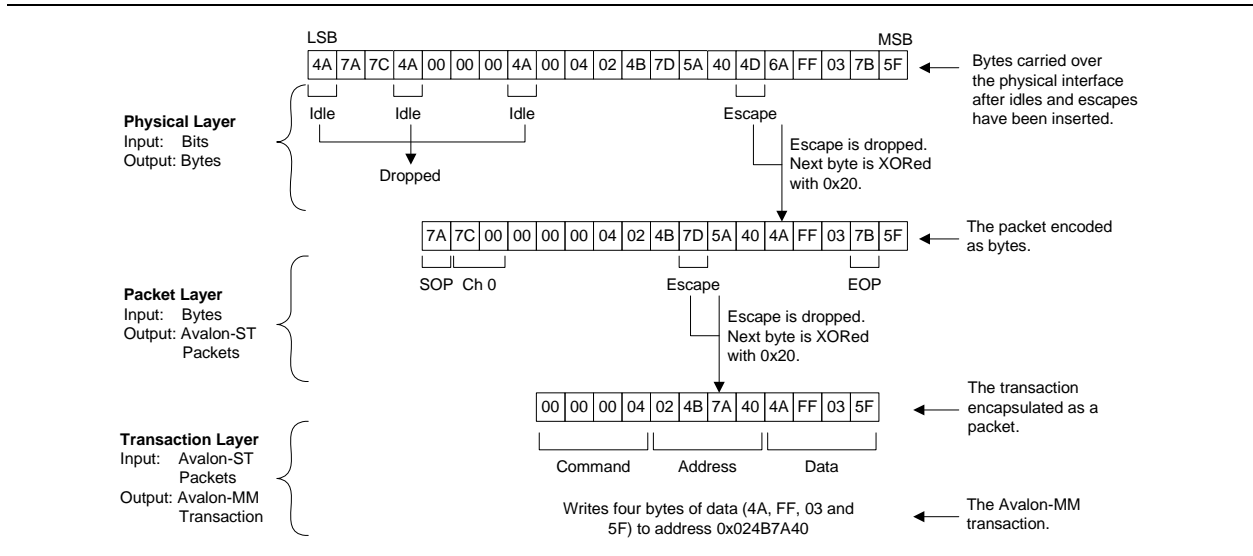 LSB MSB
4A 7A 7C 4A 00 00 00 4A 00 04 02 4B 7D 5A 40 4D 6A FF 03 7B 5F
Bytes carried over
the physical interface
after idles and escapes
have been inserted.
Idle Idle Idle Escape
Physical Layer
Input: Bits
Output: Bytes
Dropped
Escape is dropped.
Next byte is XORed
with 0x20.
7A 7C 00 00 00 00 04 02 4B 7D 5A 40 4A FF 03 7B 5F
The packet encoded
as bytes.
SOP Ch 0 Escape EOP
Packet Layer
Input: Bytes
Output: Avalon-ST
Packets
Escape is dropped.
Next byte is XORed
with 0x20.
00 00 00 04 02 4B 7A 40 4A FF 03 5F
The transaction
encapsulated as a
packet.
Command Address Data
Transaction Layer
Input: Avalon-ST
Packets
Output: Avalon-MM
Transaction
Writes four bytes of data (4A, FF, 03 and
5F) to address 0x024B7A40
The Avalon-MM
transaction.